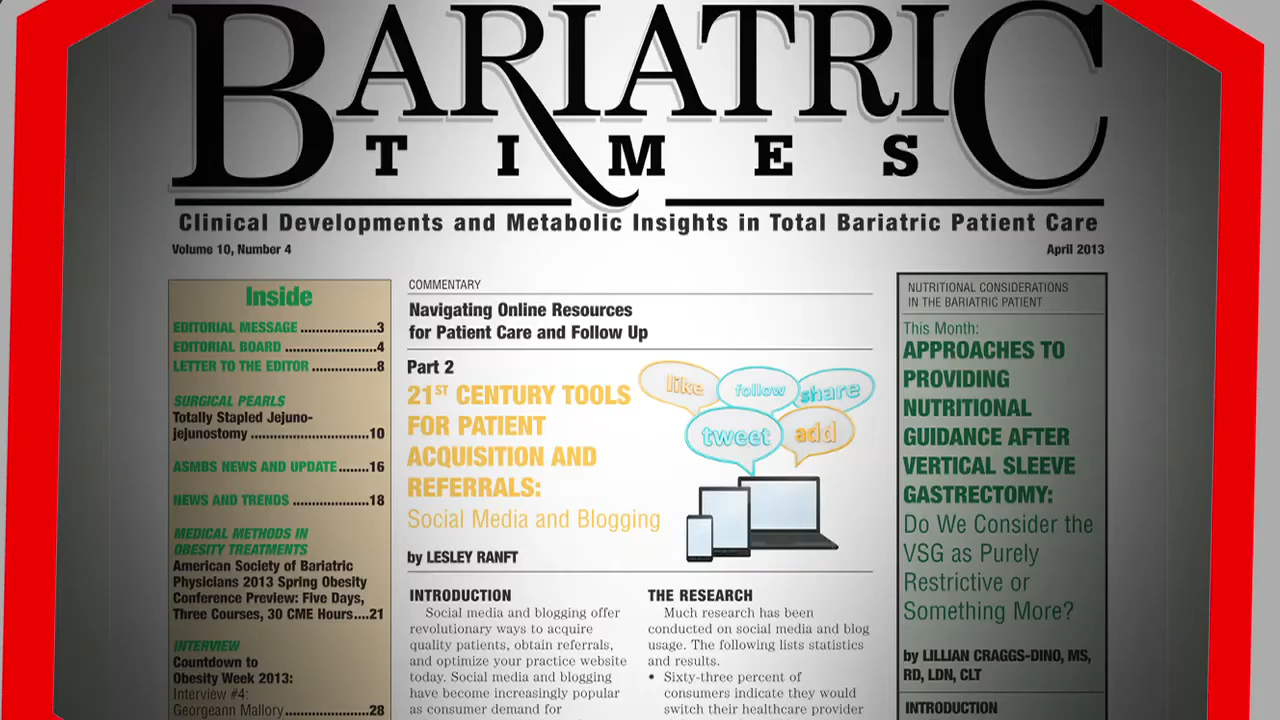 BARIATRIC
TIMES
Clinical Developments and Metabolic Insights in Total Bariatric Patient Care
Volume 10, Number 4
April 2013
Inside
EDITORIAL MESSAGE ....................3
EDITORIAL BOARD ........................4
LETTER TO THE EDITOR .................8
SURGICAL PEARLS
Totally Stapled Jejuno-
jejunostomy ...............................10
ASMBS NEWS AND UPDATE........16
NEWS AND TRENDS .....................18
MEDICAL METHODS IN
OBESITY TREATMENTS
American Society of Bariatric
Physicians 2013 Spring Obesity
Conference Preview: Five Days,
Three Courses, 30 CME Hours....21
INTERVIEW
Countdown to
Obesity Week 2013:
Interview #4:
Georgeann Mallory.......................28
COMMENTARY
Navigating Online Resources
for Patient Care and Follow Up
Part 2
21ST CENTURY TOOLS
FOR PATIENT
ACQUISITION AND
REFERRALS:
Social Media and Blogging
by LESLEY RANFT
like
follow
share
tweet
add
INTRODUCTION
Social media and blogging offer
revolutionary ways to acquire
quality patients, obtain referrals,
and optimize your practice website
today. Social media and blogging
have become increasingly popular
as consumer demand for
THE RESEARCH
Much research has been
conducted on social media and blog
usage. The following lists statistics
and results.
• Sixty-three percent of
consumers indicate they would
switch their healthcare provider
NUTRITIONAL CONSIDERATIONS
IN THE BARIATRIC PATIENT
This Month:
APPROACHES TO
PROVIDING
NUTRITIONAL
GUIDANCE AFTER
VERTICAL SLEEVE
GASTRECTOMY:
Do We Consider the
VSG as Purely
Restrictive or
Something More?
by LILLIAN CRAGGS-DINO, MS,
RD, LDN, CLT
INTRODUCTION